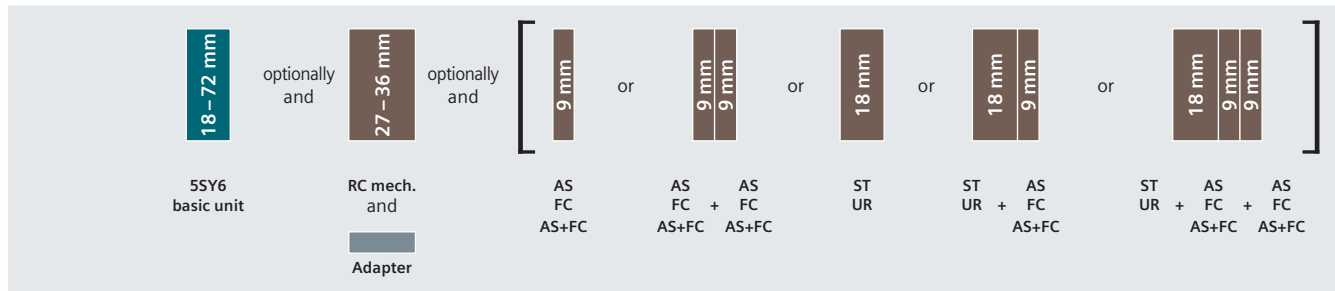 18–72 mm
optionally
and
27–36 mm
optionally
and
9 mm
or
9 mm
9 mm
or
18 mm
or
18 mm
9 mm
or
18 mm
9 mm
9 mm
5SY6
basic unit
RC mech.
and
Adapter
AS
FC
AS+FC
AS AS
FC + FC
AS+FC AS+FC
ST
UR
ST AS
UR + FC
AS+FC
ST AS AS
UR + FC + FC
AS+FC AS+FC